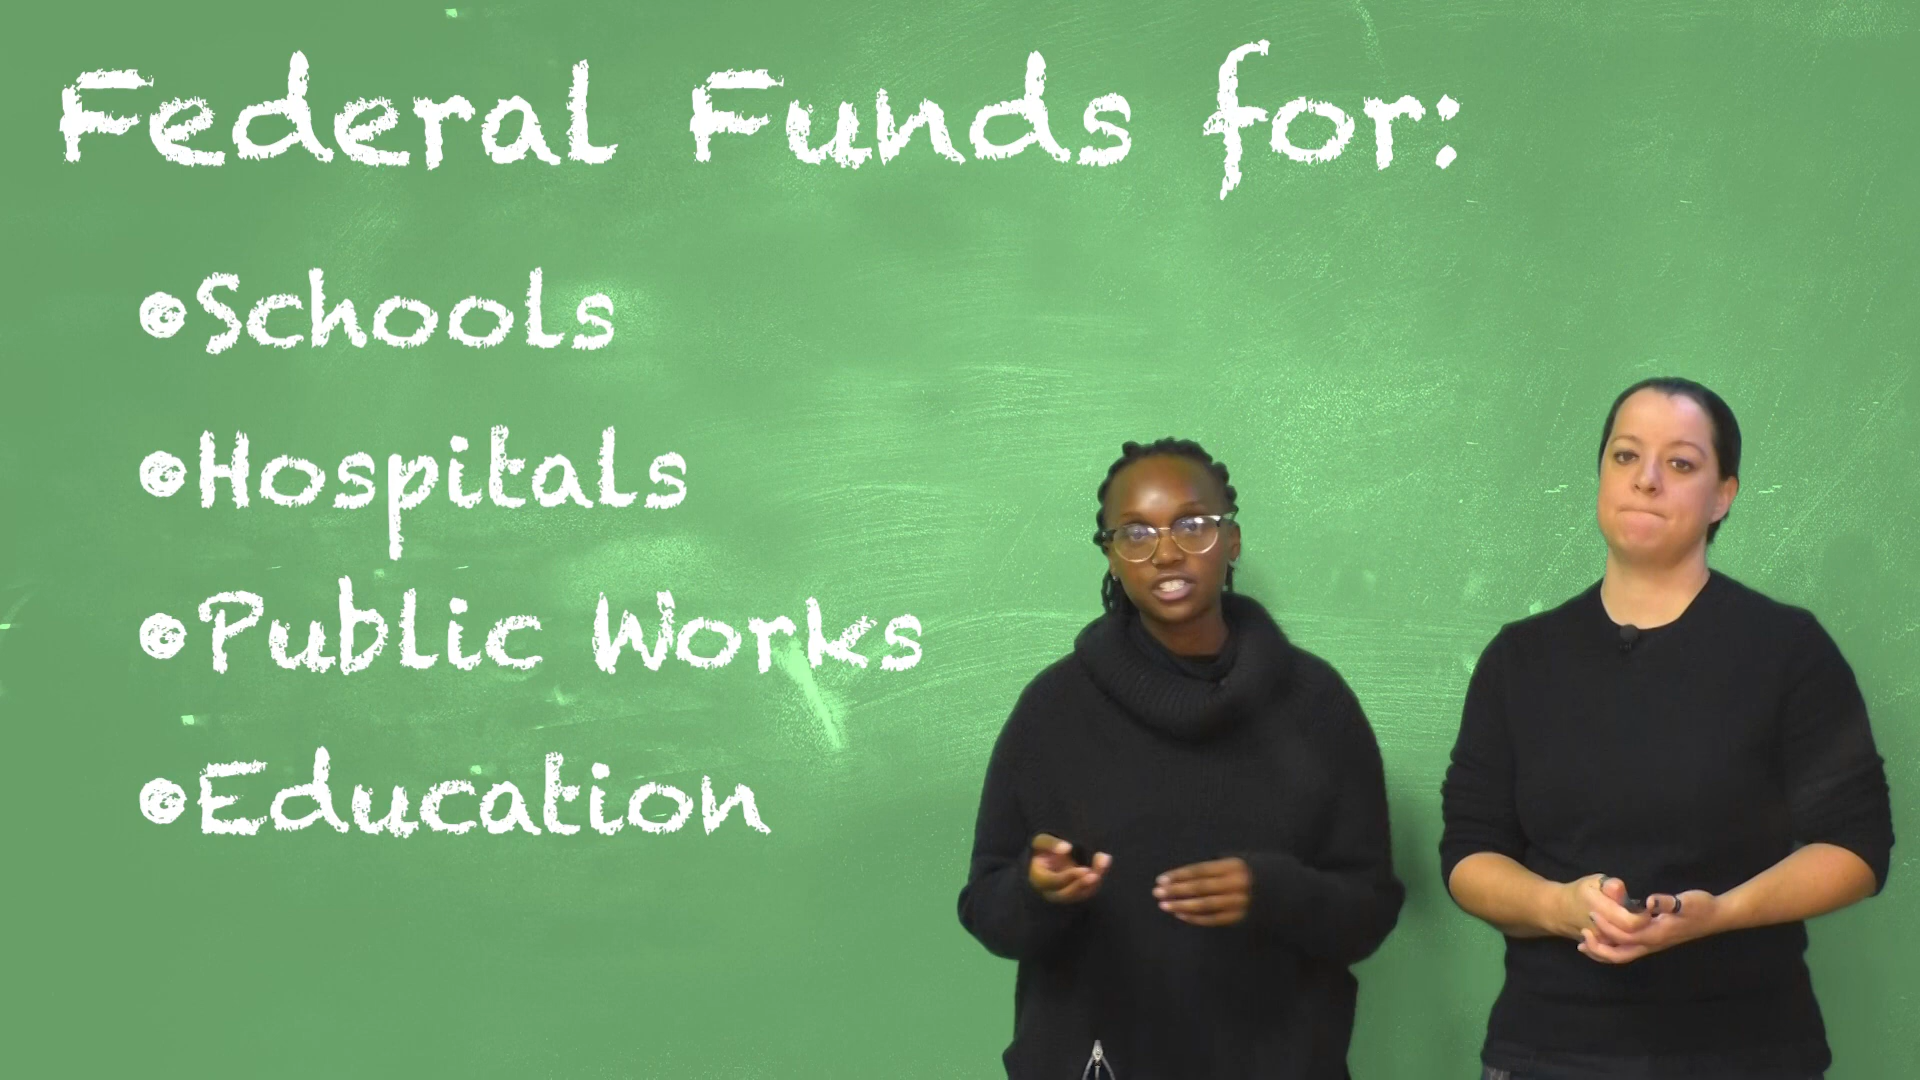 Federal Funds for:
•Schools
•Hospitals
•Public Works
•Education